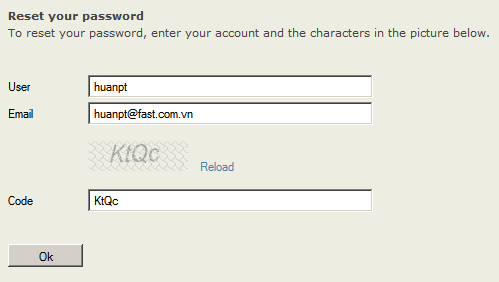 Reset your password
To reset your password, enter your account and the characters in the picture below.
User huanpt
Email huanpt@fast.com.vn
KtQc Reload
Code KtQc
Ok